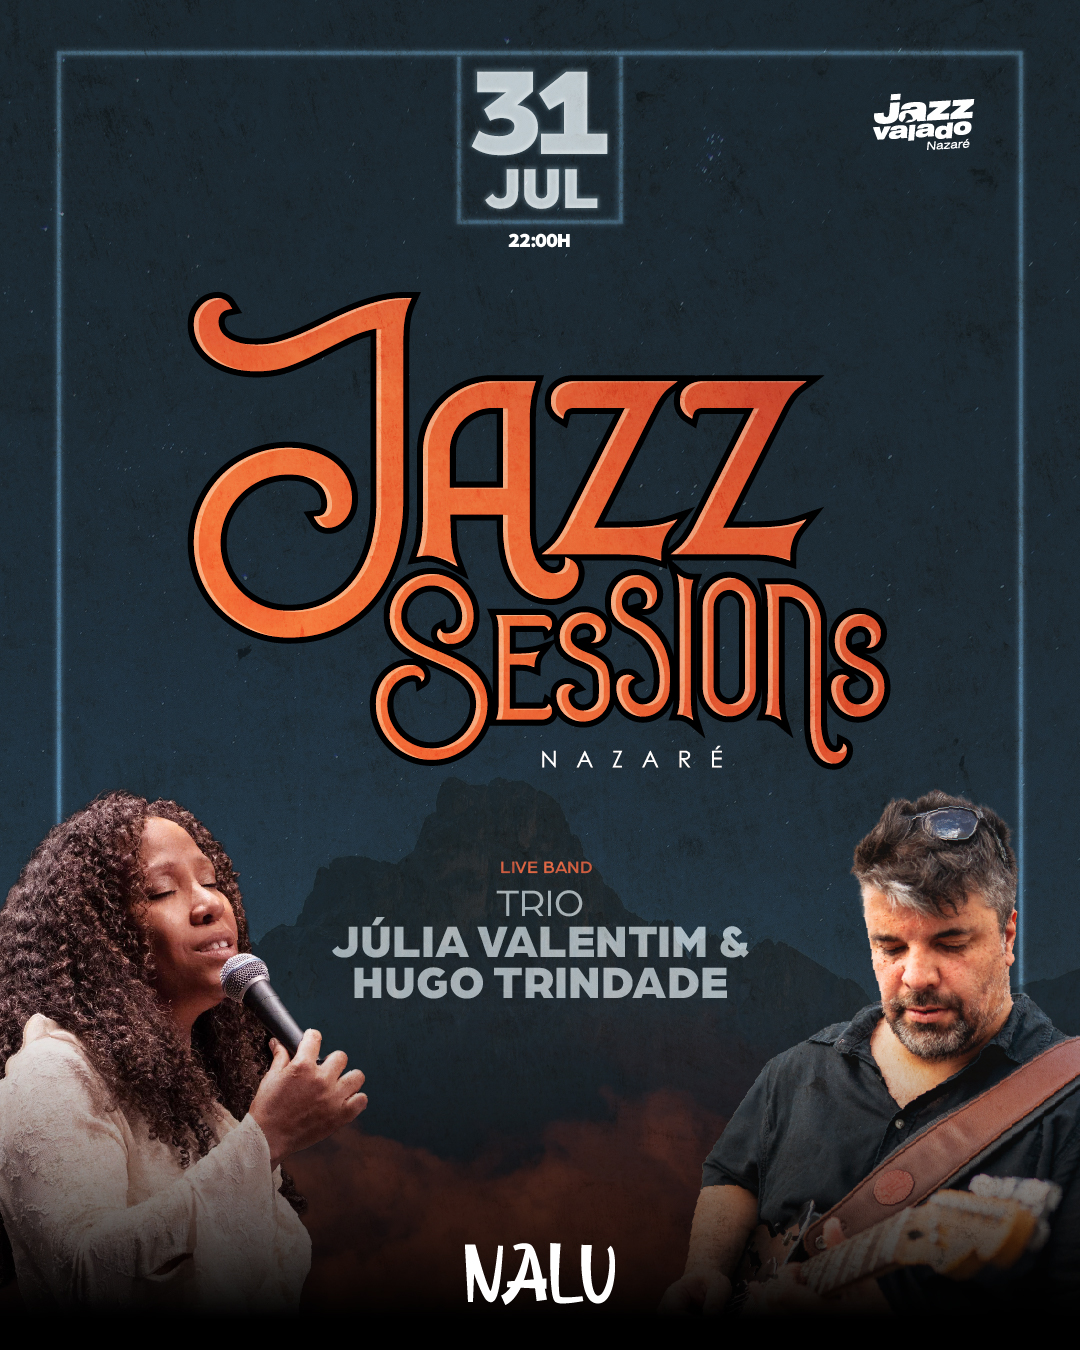 31
JUL
22:00H
jazz
valado
Nazaré
JAZZ
SESSIONS
NAZARÉ
LIVE BAND
TRIO
JÚLIA VALENTIM &
HUGO TRINDADE
NALU